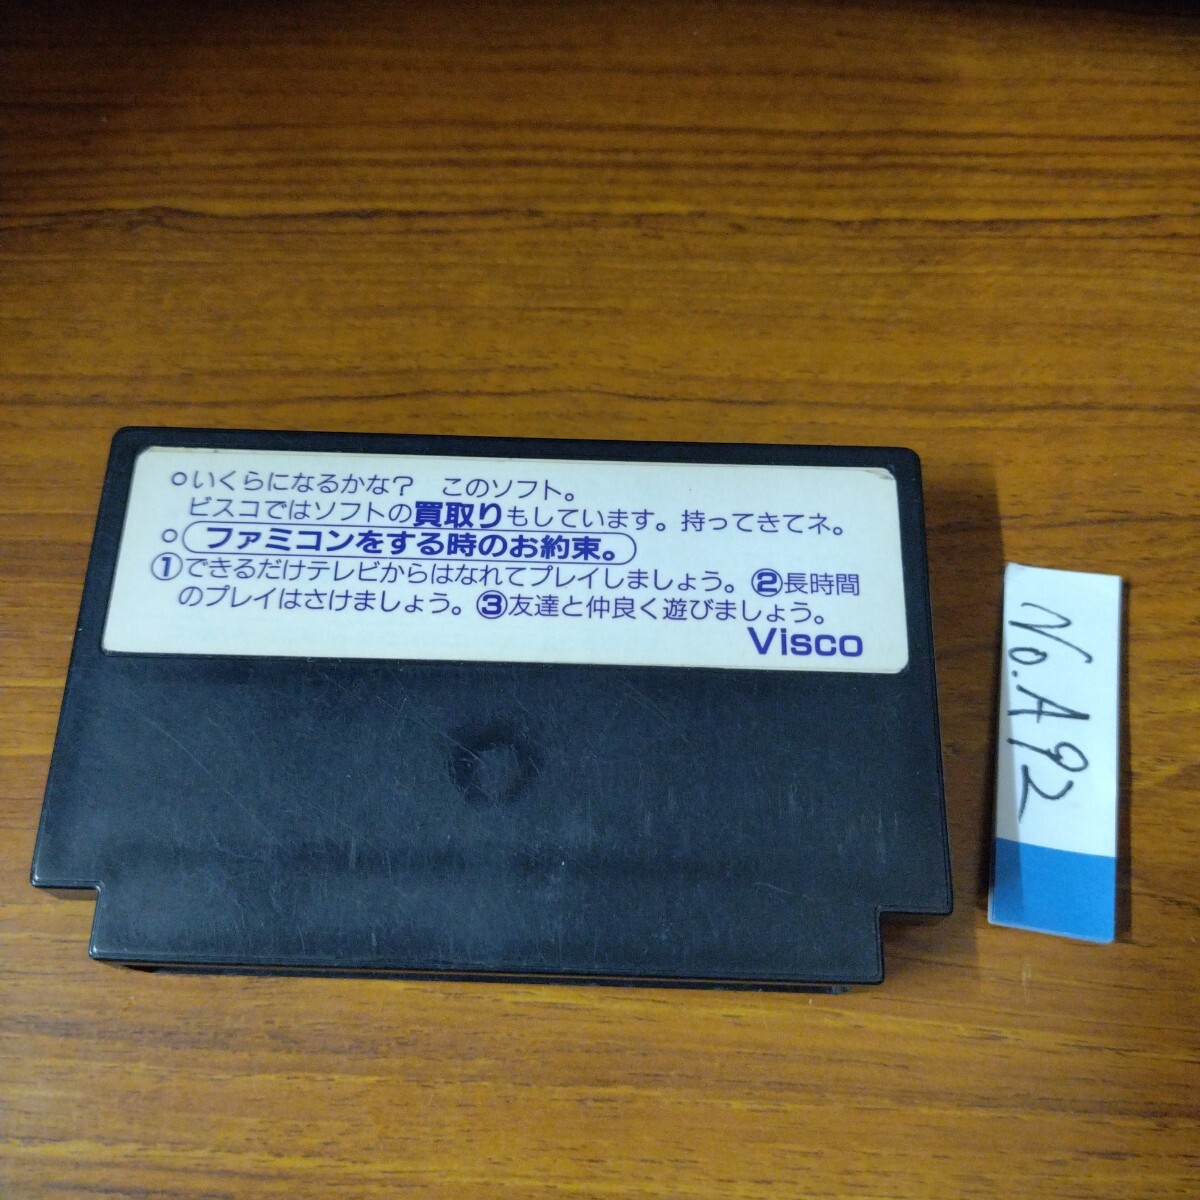 ○いくらになるかな？　このソフト。
ビスコではソフトの買取りもしています。持ってきてネ。
○ファミコンをする時のお約束。
①できるだけテレビからはなれてプレイしましょう。②長時間
のプレイはさけましょう。③友達と仲良く遊びましょう。
Visco
No.A92